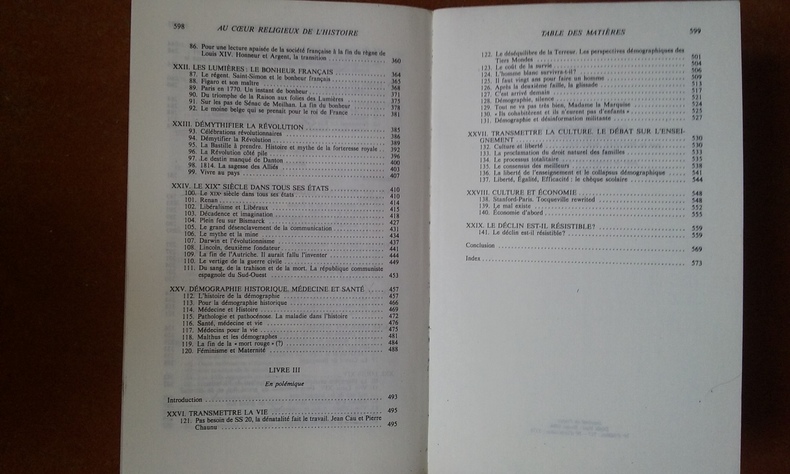 598 AU CŒUR RELIGIEUX DE L'HISTOIRE
86. Pour une lecture apaisée de la société française à la fin du règne de
Louis XIV. Honneur et Argent, la transition 360
XXII. LES LUMIÈRES : LE BONHEUR FRANÇAIS 364
87. Le régent, Saint-Simon et le bonheur français 364
88. Figaro et son maître 365
89. Paris en 1770. Un instant de bonheur 368
90. Du triomphe de la Raison aux folies des Lumières 371
91. Sur les pas de Sénac de Meilhan. La fin du bonheur 375
92. Le moine belge qui se prenait pour le roi de France 378
381
XXIII. DÉMYTHIFIER LA RÉVOLUTION 385
93. Célébrations révolutionnaires 385
94. Démythifier la Révolution 386
95. La Bastille à prendre. Histoire et mythe de la forteresse royale 392
96. La Révolution côté pile 396
97. Le destin manqué de Danton 400
98. 1814. La sagesse des Alliés 403
99. Vivre au pays 407
XXIV. LE XIXe SIÈCLE DANS TOUS SES ÉTATS 410
100. Le XIXe siècle dans tous ses états 410
101. Renan 414
102. Libéralisme et Libéraux 415
103. Décadence et imagination 418
104. Plein feu sur Bismarck 427
105. Le grand desenclavement de la communication 431
106. Le mythe et la mine 434
107. Darwin et l'évolutionnisme 437
108. Lincoln, deuxième fondateur 441
109. La fin de l'Autriche. Il aurait fallu l'inventer 444
110. Le vertige de la guerre civile 449
111. Du sang, de la trahison et de la mort. La république communiste
espagnole du Sud-Ouest 453
XXV. DÉMOGRAPHIE HISTORIQUE, MÉDECINE ET SANTÉ 457
112. L'histoire de la démographie 457
113. Pour la démographie historique 466
114. Médecine et Histoire 469
115. Pathologie et pathocénose. La maladie dans l'histoire 472
116. Santé, médecine et vie 476
117. Médecins pour la vie 475
118. Malthus et les démographes 481
119. La fin de la « mort rouge » (?) 484
120. Féminisme et Maternité 488
LIVRE III
En polémique
Introduction 493
XXVI. TRANSMETTRE LA VIE 495
121. Pas besoin de SS 20, la dénatalité fait le travail. Jean Cau et Pierre
Chaunu 495
TABLE DES MATIÈRES 599
122. Le déséquilibre de la Terreur. Les perspectives démographiques des
Tiers Mondes 501
123. Le coût de la survie 504
124. L'homme blanc survivra-t-il? 506
125. Il faut vingt ans pour faire un homme 509
126. Après la deuxième faille, la glissade 513
127. C'est arrivé demain 517
128. Démographie, silence 521
129. Tout ne va pas très bien, Madame la Marquise 524
130. « Ils cohabitèrent et ils n'eurent pas d'enfants » 525
131. Démographie et désinformation militante 527
XXVII. TRANSMETTRE LA CULTURE. LE DÉBAT SUR L'ENSEI-
GNEMENT 530
132. Culture et liberté 530
133. La proclamation du droit naturel des familles 533
134. Le processus totalitaire 535
135. Le consensus des meilleurs 538
136. La liberté de l'enseignement et le collapsus démographique 541
137. Liberté, Égalité, Efficacité : le chèque scolaire 544
XXVIII. CULTURE ET ÉCONOMIE 548
138. Stanford-Paris. Tocqueville rewrited 548
139. Le mal existe 552
140. Économie d'abord 555
XXIX. LE DÉCLIN EST-IL RÉSISTIBLE? 559
141. Le déclin est-il résistible? 559
Conclusion 569
Index 573